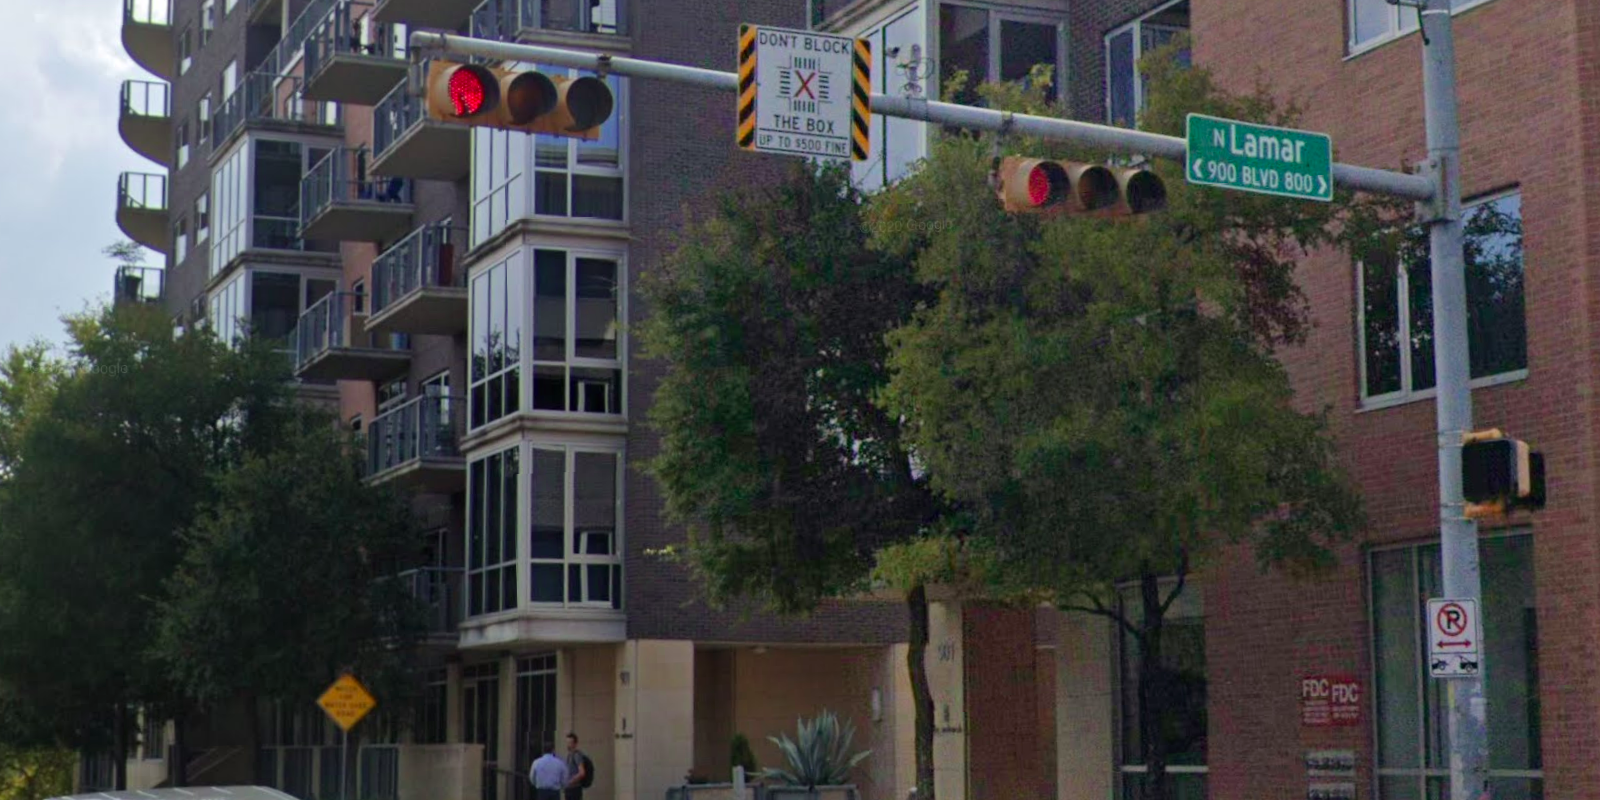 DON'T BLOCK
THE BOX
UP TO $500 FINE
N Lamar
900 BLVD 800
FDC FDC